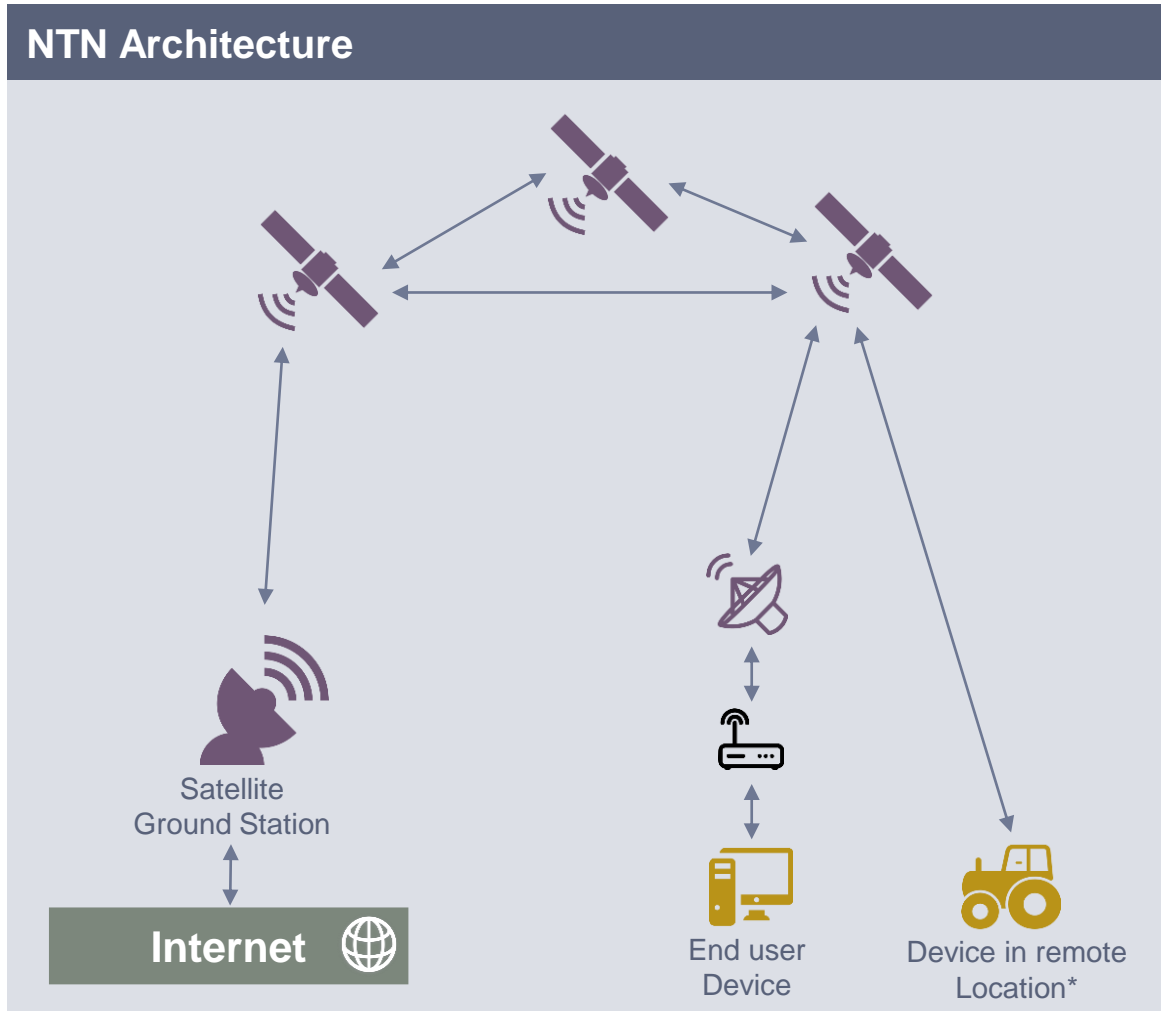 NTN Architecture
Satellite
Ground Station
Internet
End user
Device
Device in remote
Location*